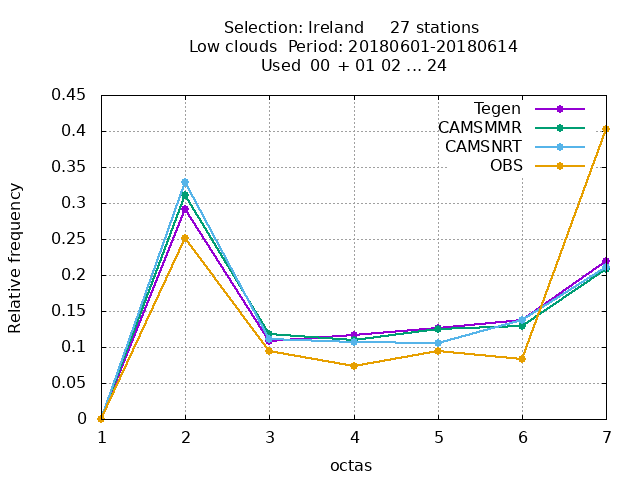 Selection: Ireland 27 stations
Low clouds Period: 20180601-20180614
Used 00 + 01 02 ... 24
Relative frequency
0.45
0.4
0.35
0.3
0.25
0.2
0.15
0.1
0.05
0
Tegen
CAMSMMR
CAMSNRT
OBS
1 2 3 4 5 6 7
octas